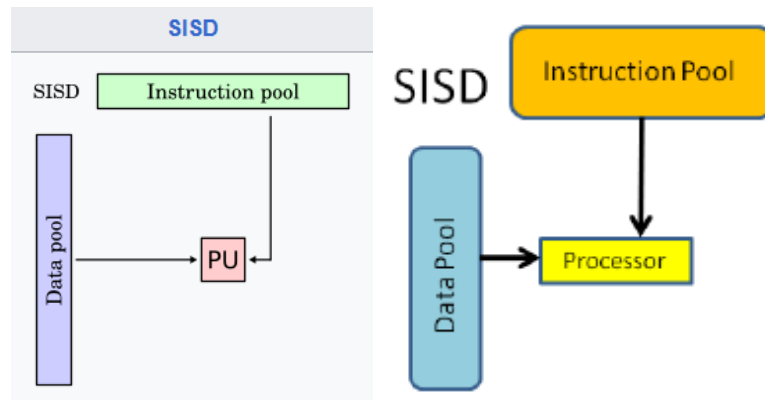 SISD
SISD
Instruction pool
Data pool
PU
SISD
Instruction Pool
Data Pool
Processor